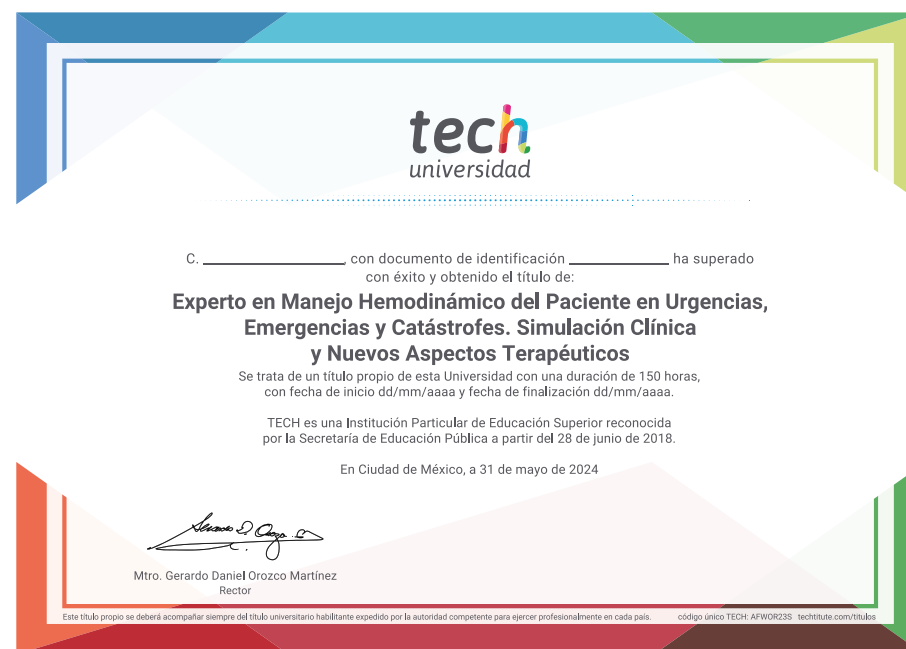 tech
universidad
C. ____________, con documento de identificación ____________ ha superado
con éxito y obtenido el título de:
Experto en Manejo Hemodinámico del Paciente en Urgencias,
Emergencias y Catástrofes. Simulación Clínica
y Nuevos Aspectos Terapéuticos
Se trata de un título propio de esta Universidad con una duración de 150 horas,
con fecha de inicio dd/mm/aaaa y fecha de finalización dd/mm/aaaa.
TECH es una Institución Particular de Educación Superior reconocida
por la Secretaría de Educación Pública a partir del 28 de junio de 2018.
En Ciudad de México, a 31 de mayo de 2024
Mtro. Gerardo Daniel Orozco Martínez
Rector
Este título propio se deberá acompañar siempre del título universitario habilitante expedido por la autoridad competente para ejercer profesionalmente en cada país. código único TECH: AFWOR23S techtitute.com/titulos